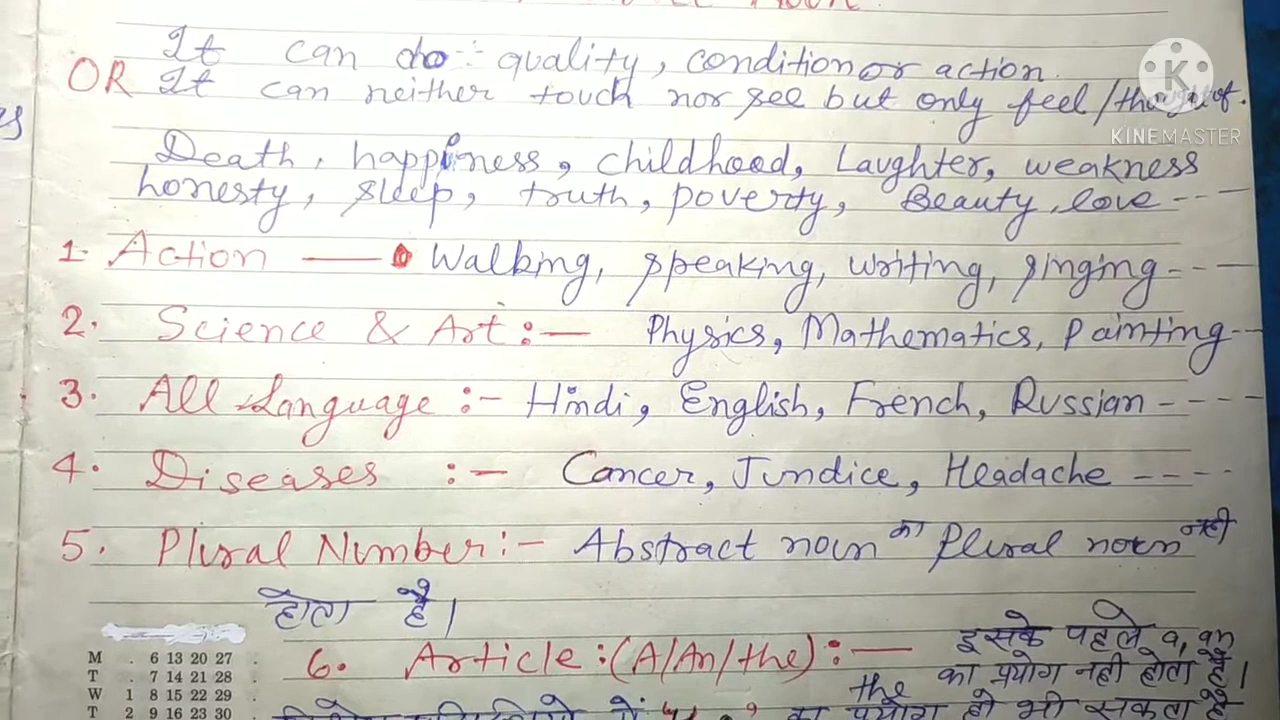 It can do quality, condition or action.
OR It can neither touch nor see but only feel/thought of.
KINEMASTER
Death, happiness, childhood, Laughter, weakness
honesty, sleep, truth, poverty, Beauty, love---
1. Action — Walking, speaking, writing, singing---
2. Science & Art:— Physics, Mathematics, Painting--
3. All Language :- Hindi, English, French, Russian----
4. Diseases :- Cancer, Jundice, Headache ----
5. Plural Number:- Abstract noun का Plural noun नही
होता है।
6. Article:(A/An/the):— इसके पहले a, an
का प्रयोग नही होता है।
the
का प्रयोग हो भी सकता है
M . 6 13 20 27 .
T . 7 14 21 28 .
W 1 8 15 22 29 .
T 2 9 16 23 30 .